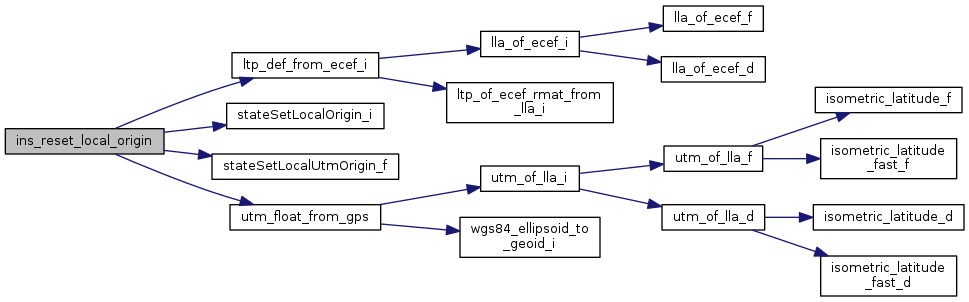 ins_reset_local_origin
ltp_def_from_ecef_i
lla_of_ecef_i
lla_of_ecef_f
lla_of_ecef_d
ltp_of_ecef_rmat_from
_lla_i
stateSetLocalOrigin_i
stateSetLocalUtmOrigin_f
utm_float_from_gps
utm_of_lla_i
utm_of_lla_f
isometric_latitude_f
isometric_latitude
_fast_f
utm_of_lla_d
isometric_latitude_d
isometric_latitude
_fast_d
wgs84_ellipsoid_to
_geoid_i